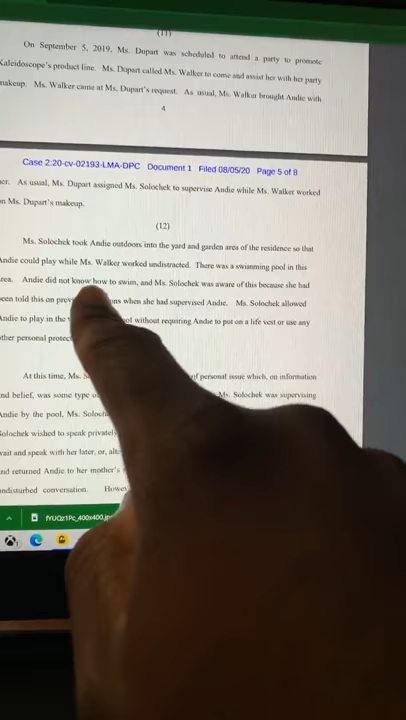 (11)
On September 5, 2019, Ms. Dupart was scheduled to attend a party to promote
Kaleidoscope's product line. Ms. Dupart called Ms. Walker to come and assist her with her party
makeup. Ms. Walker came at Ms. Dupart's request. As usual, Ms. Walker brought Andie with
4
Case 2:20-cv-02193-LMA-DPC Document 1 Filed 08/05/20 Page 5 of 8
her. As usual, Ms. Dupart assigned Ms. Solochek to supervise Andie while Ms. Walker worked
on Ms. Dupart's makeup.
(12)
Ms. Solochek took Andie outdoors into the yard and garden area of the residence so that
Andie could play while Ms. Walker worked undistracted. There was a swimming pool in this
area. Andie did not know how to swim, and Ms. Solochek was aware of this because she had
been told this on when she had supervised Andie. Ms. Solochek allowed
Andie to play in the without requiring Andie to put on a life vest or use any
other personal
At this time, Ms. of personal issue which, on information
and belief, was some type Ms. Solochek was supervising
Andie by the pool, Ms.
Solochek wished to speak
wait and speak with her later, or,
and returned Andie to her mother's
undisturbed conversation.
fYUQz1Pc_400x400.jp